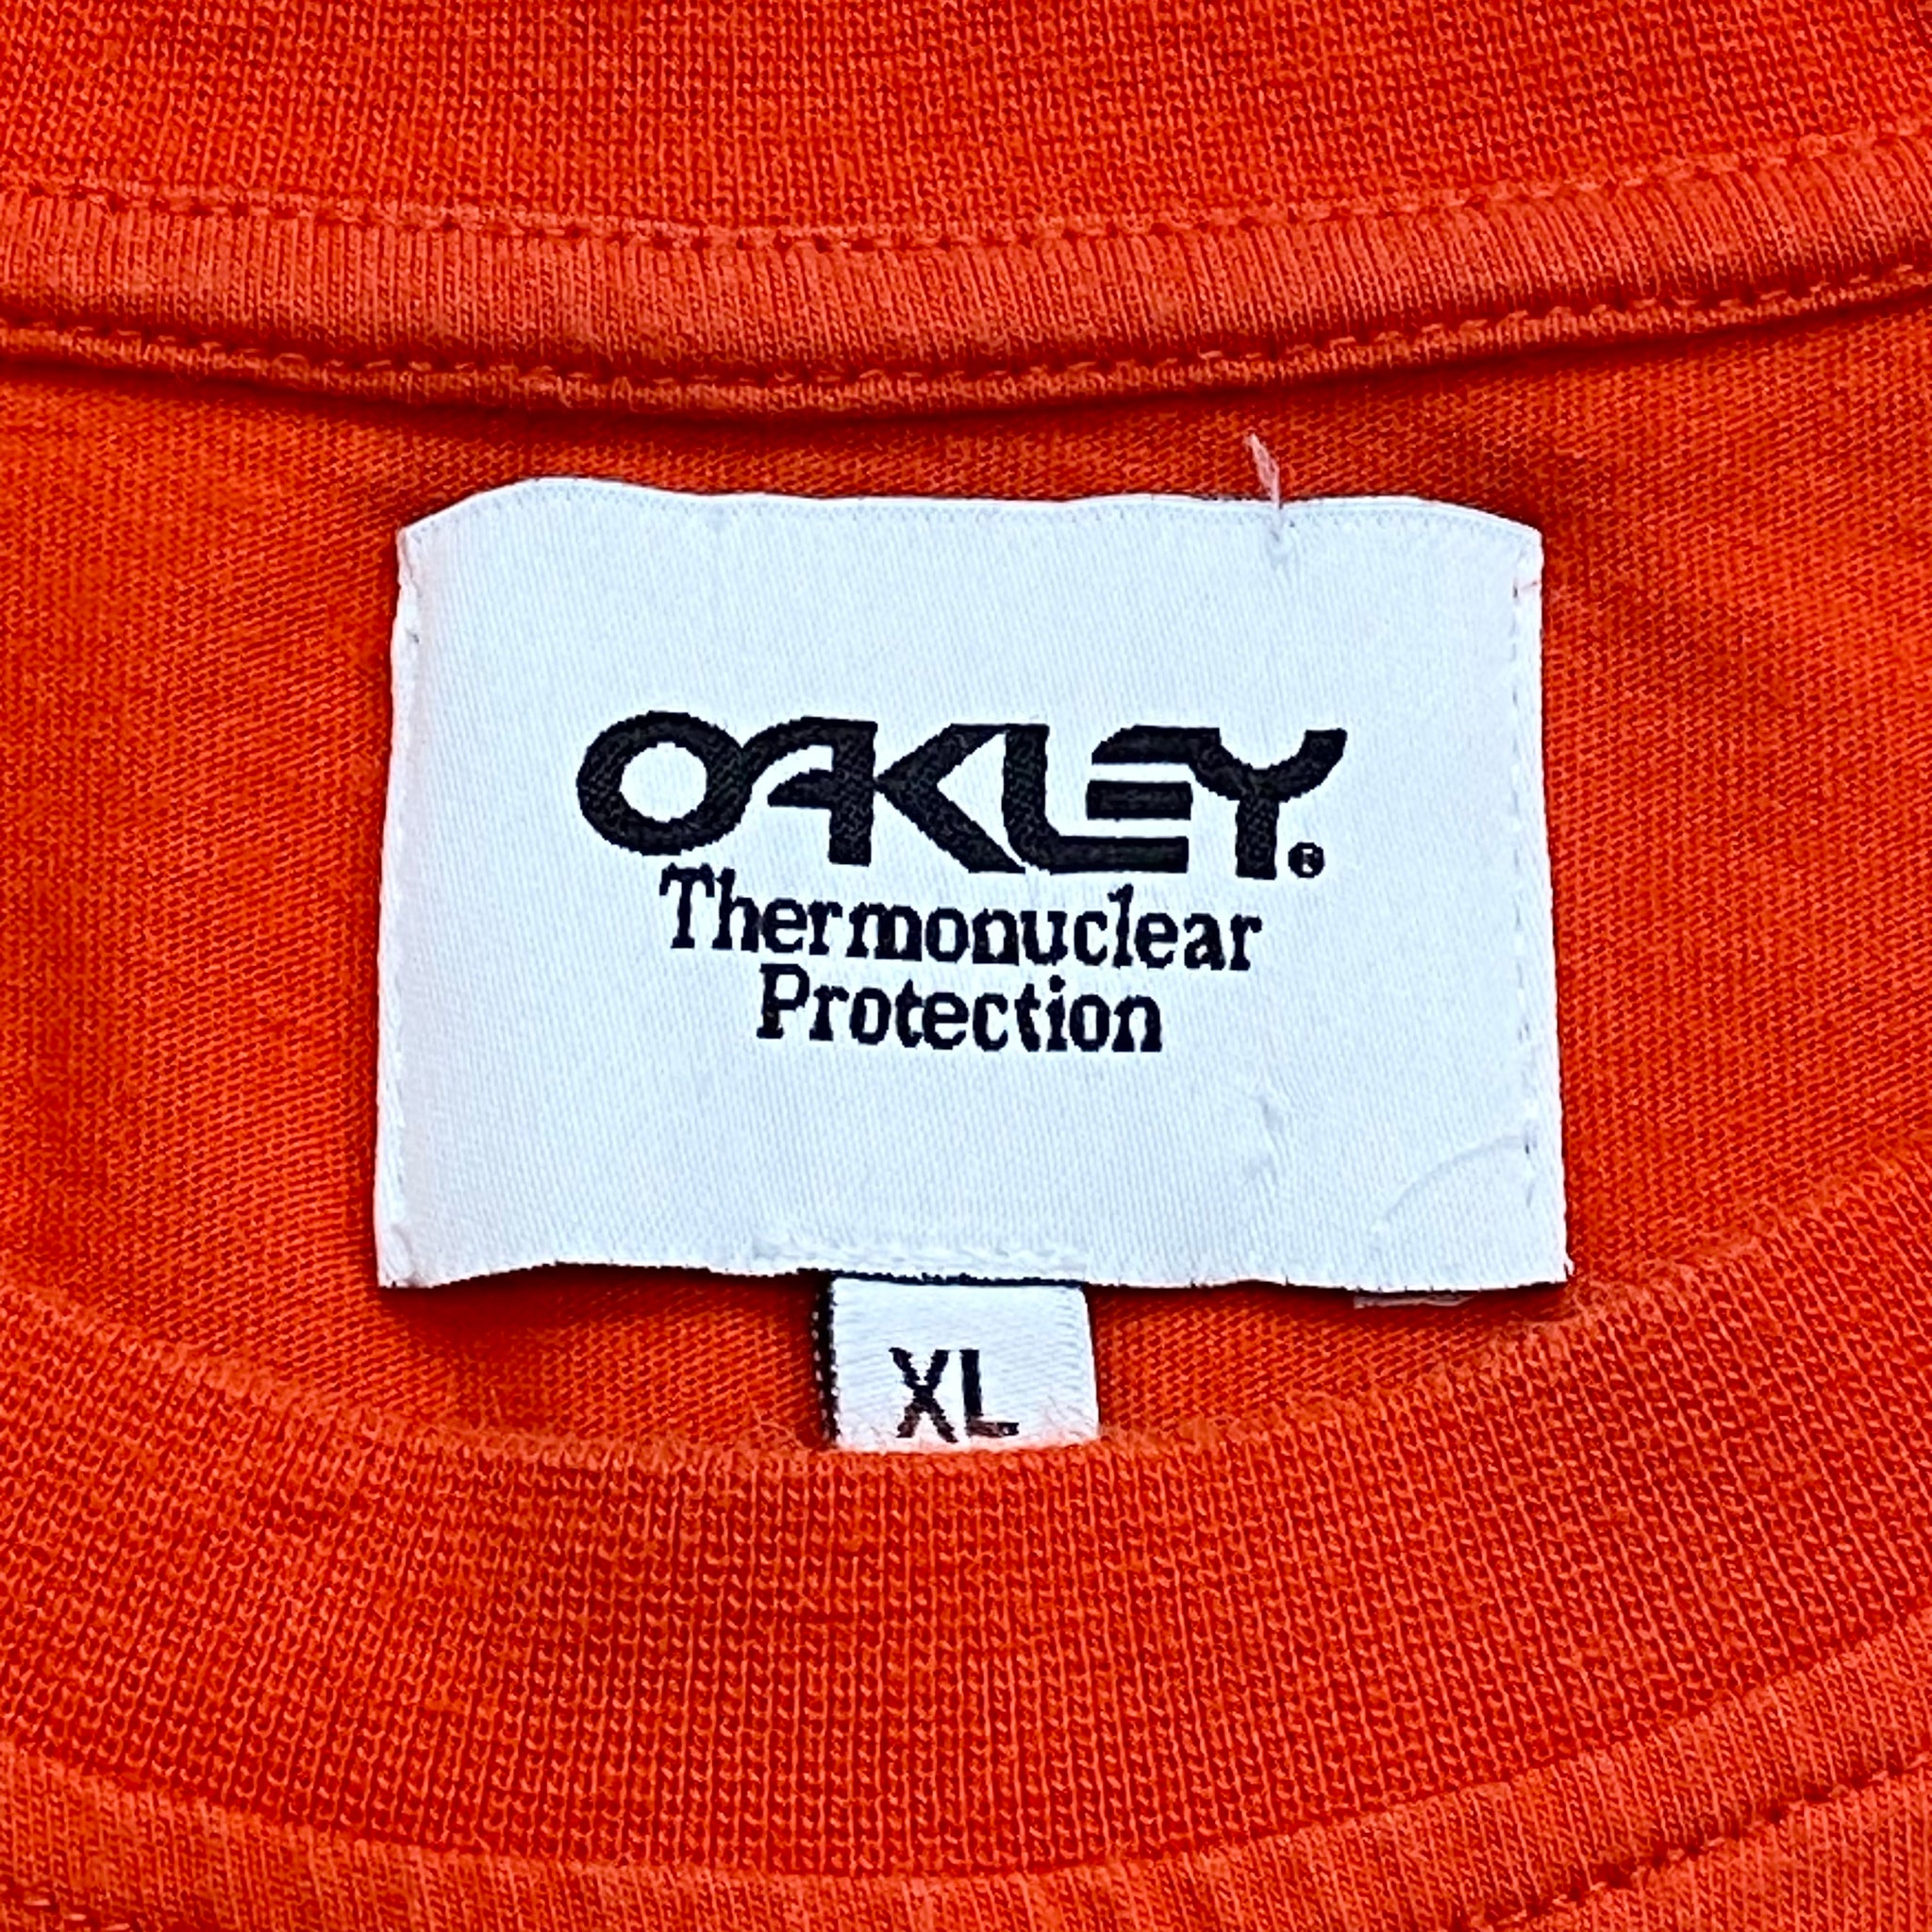 OAKLEY®
Thermonuclear
Protection
XL